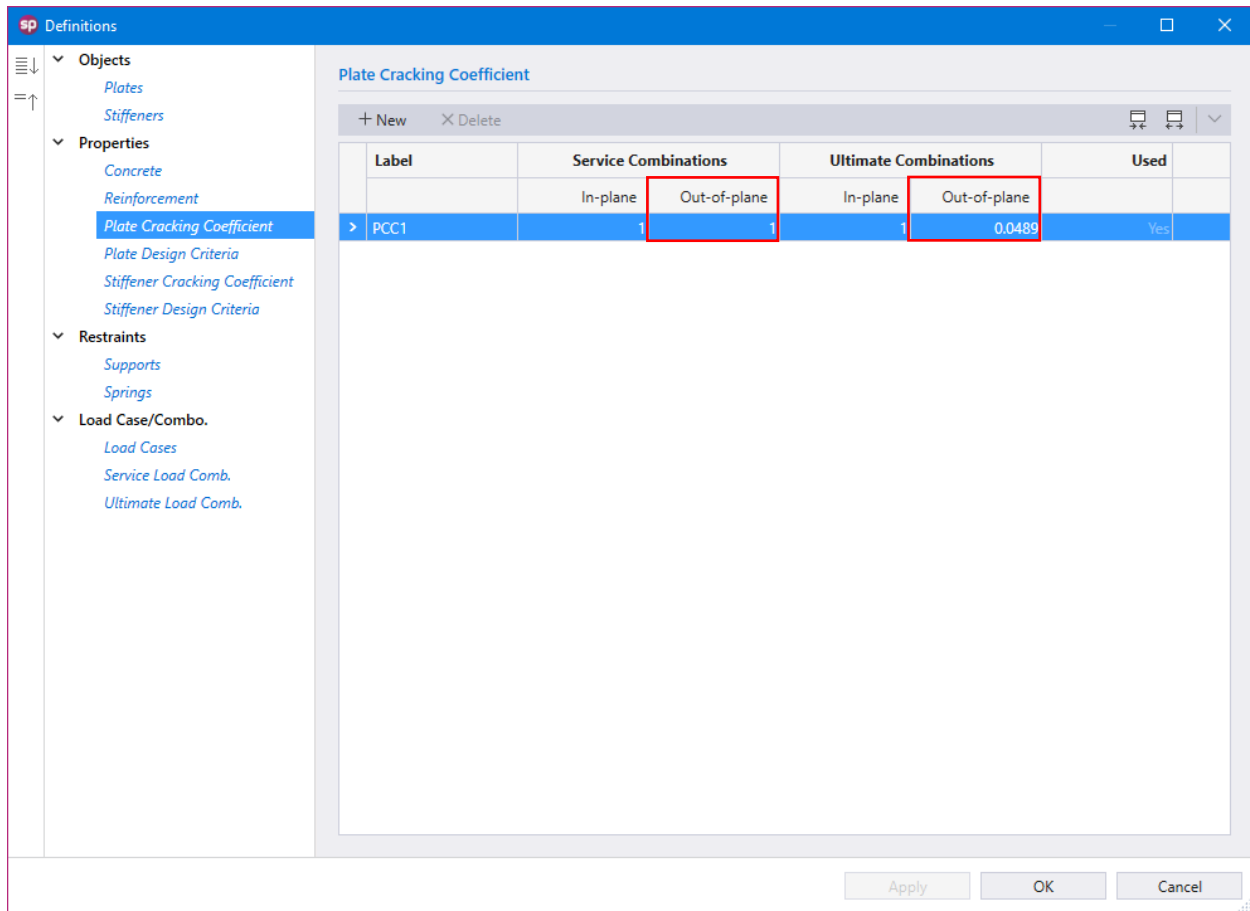 sp Definitions
Objects
Plates
Stiffeners
Properties
Concrete
Reinforcement
Plate Cracking Coefficient
Plate Design Criteria
Stiffener Cracking Coefficient
Stiffener Design Criteria
Restraints
Supports
Springs
Load Case/Combo.
Load Cases
Service Load Comb.
Ultimate Load Comb.
Plate Cracking Coefficient
New Delete
Label Service Combinations Ultimate Combinations Used
In-plane Out-of-plane In-plane Out-of-plane
PCC1 1 1 1 0.0489 Yes
Apply OK Cancel